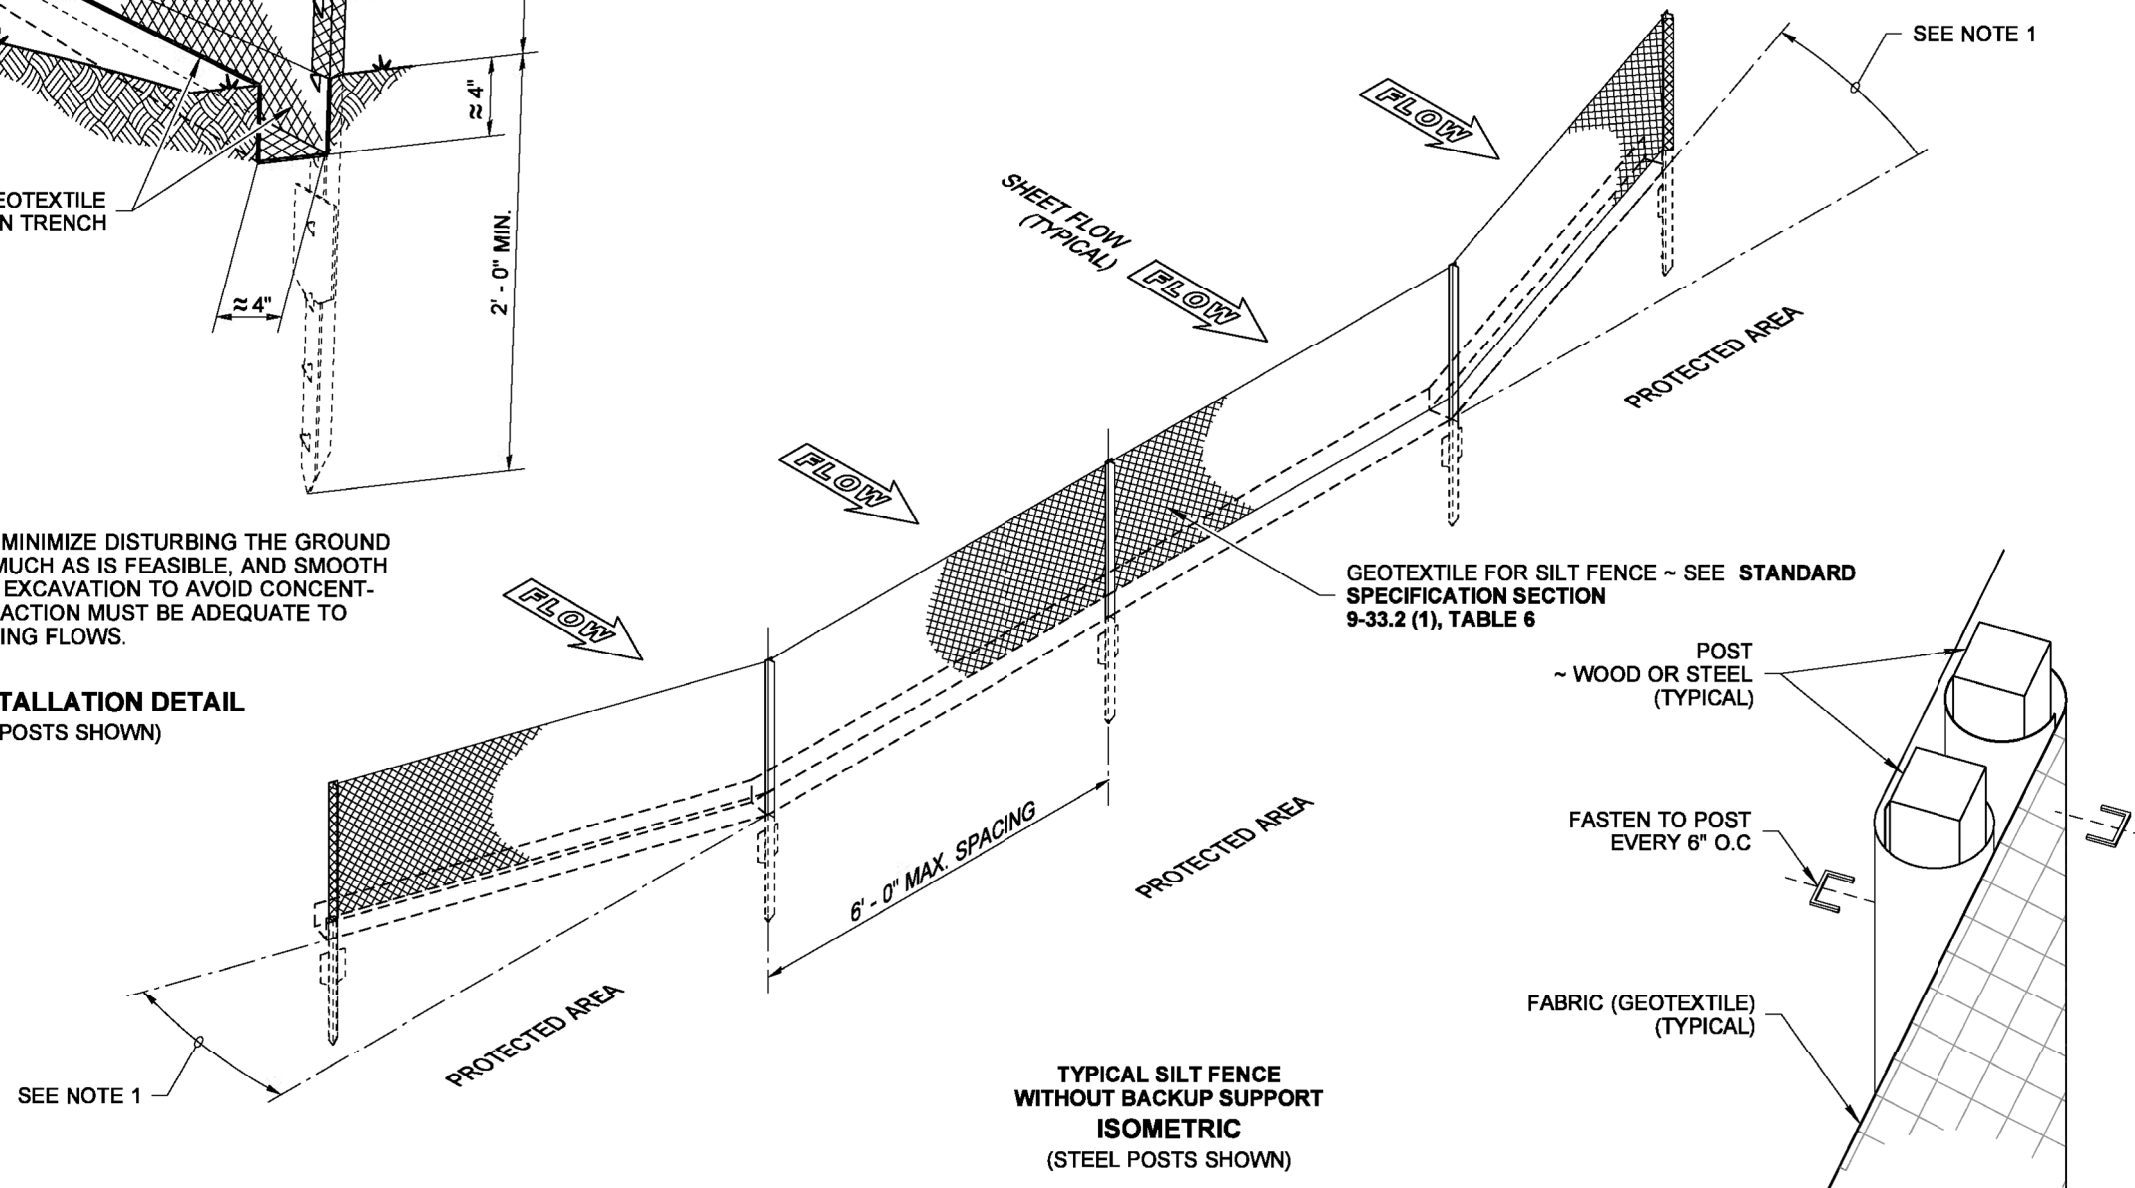 SEE NOTE 1
≈ 4"
EOTEXTILE
N TRENCH
2' - 0" MIN.
≈ 4"
FLOW
SHEET FLOW
(TYPICAL)
FLOW
PROTECTED AREA
FLOW
MINIMIZE DISTURBING THE GROUND
MUCH AS IS FEASIBLE, AND SMOOTH
EXCAVATION TO AVOID CONCENT-
ACTION MUST BE ADEQUATE TO
ING FLOWS.
TALLATION DETAIL
POSTS SHOWN)
FLOW
GEOTEXTILE FOR SILT FENCE ~ SEE STANDARD
SPECIFICATION SECTION
9-33.2 (1), TABLE 6
POST
~ WOOD OR STEEL
(TYPICAL)
6' - 0" MAX. SPACING
PROTECTED AREA
FASTEN TO POST
EVERY 6" O.C
PROTECTED AREA
FABRIC (GEOTEXTILE)
(TYPICAL)
SEE NOTE 1
TYPICAL SILT FENCE
WITHOUT BACKUP SUPPORT
ISOMETRIC
(STEEL POSTS SHOWN)